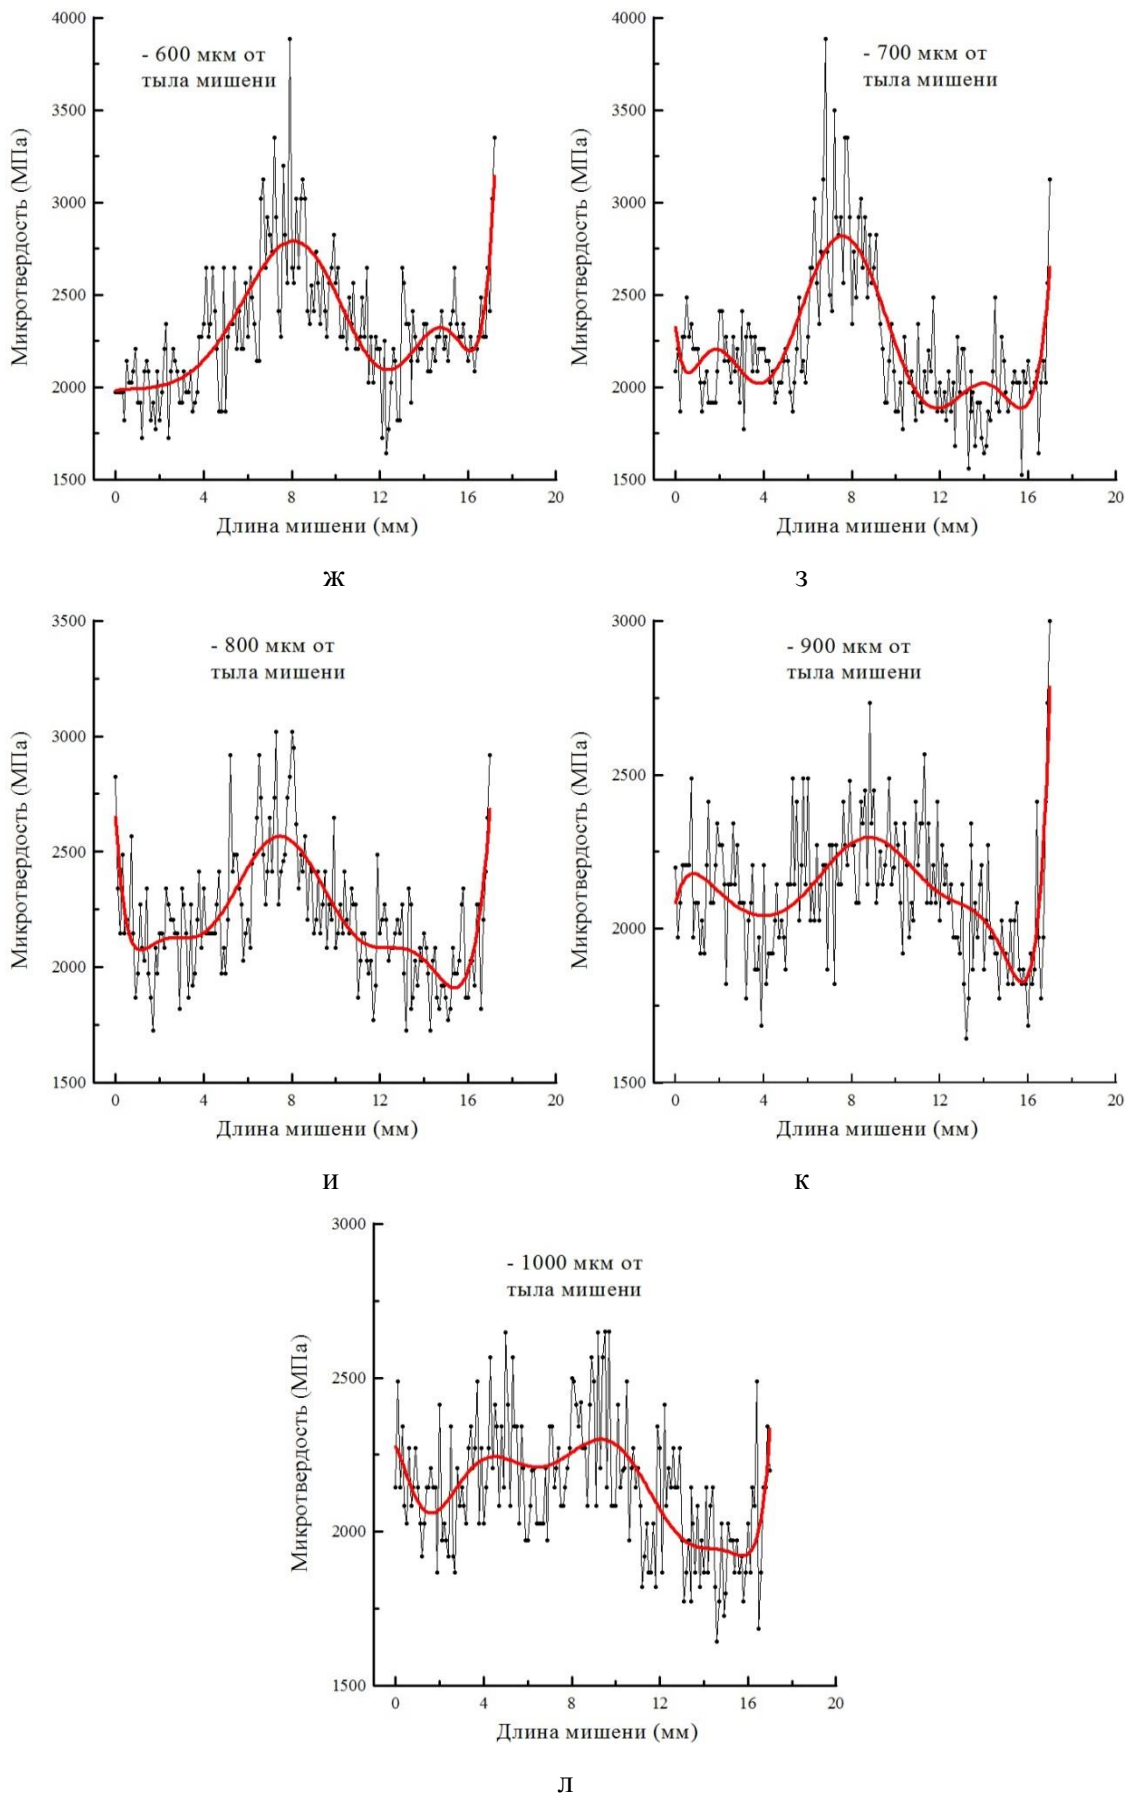 4000
3500
3000
2500
2000
1500
Микротвердость (МПа)
- 600 мкм от
тыла мишени
0 4 8 12 16 20
Длина мишени (мм)
ж
4000
3500
3000
2500
2000
1500
Микротвердость (МПа)
- 700 мкм от
тыла мишени
0 4 8 12 16 20
Длина мишени (мм)
з
3500
3000
2500
2000
1500
Микротвердость (МПа)
- 800 мкм от
тыла мишени
0 4 8 12 16 20
Длина мишени (мм)
и
3000
2500
2000
1500
Микротвердость (МПа)
- 900 мкм от
тыла мишени
0 4 8 12 16 20
Длина мишени (мм)
к
3000
2500
2000
1500
Микротвердость (МПа)
- 1000 мкм от
тыла мишени
0 4 8 12 16 20
Длина мишени (мм)
л